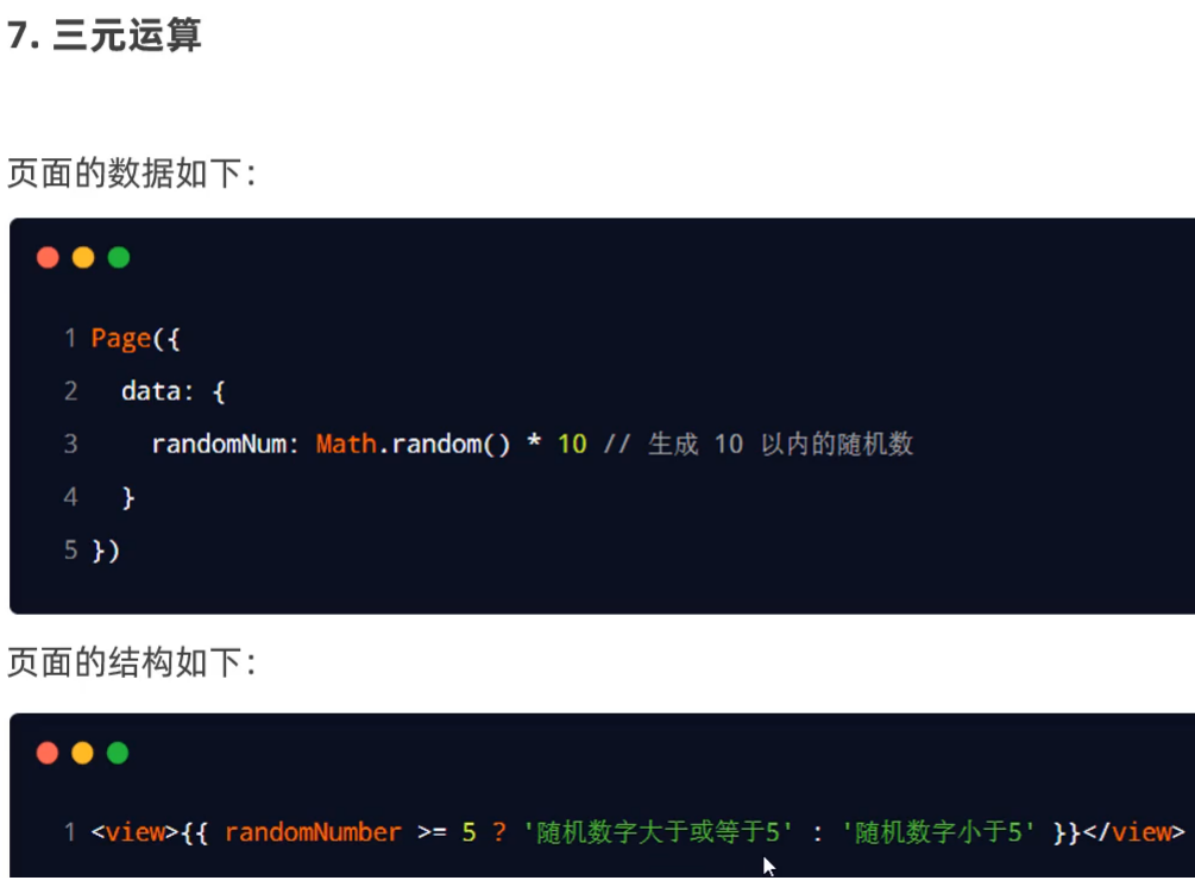 7. 三元运算
页面的数据如下：
1 Page({
2   data: {
3     randomNum: Math.random() * 10 // 生成 10 以内的随机数
4   }
5 })
页面的结构如下：
1 <view>{{ randomNumber >= 5 ? '随机数字大于或等于5' : '随机数字小于5' }}</view>